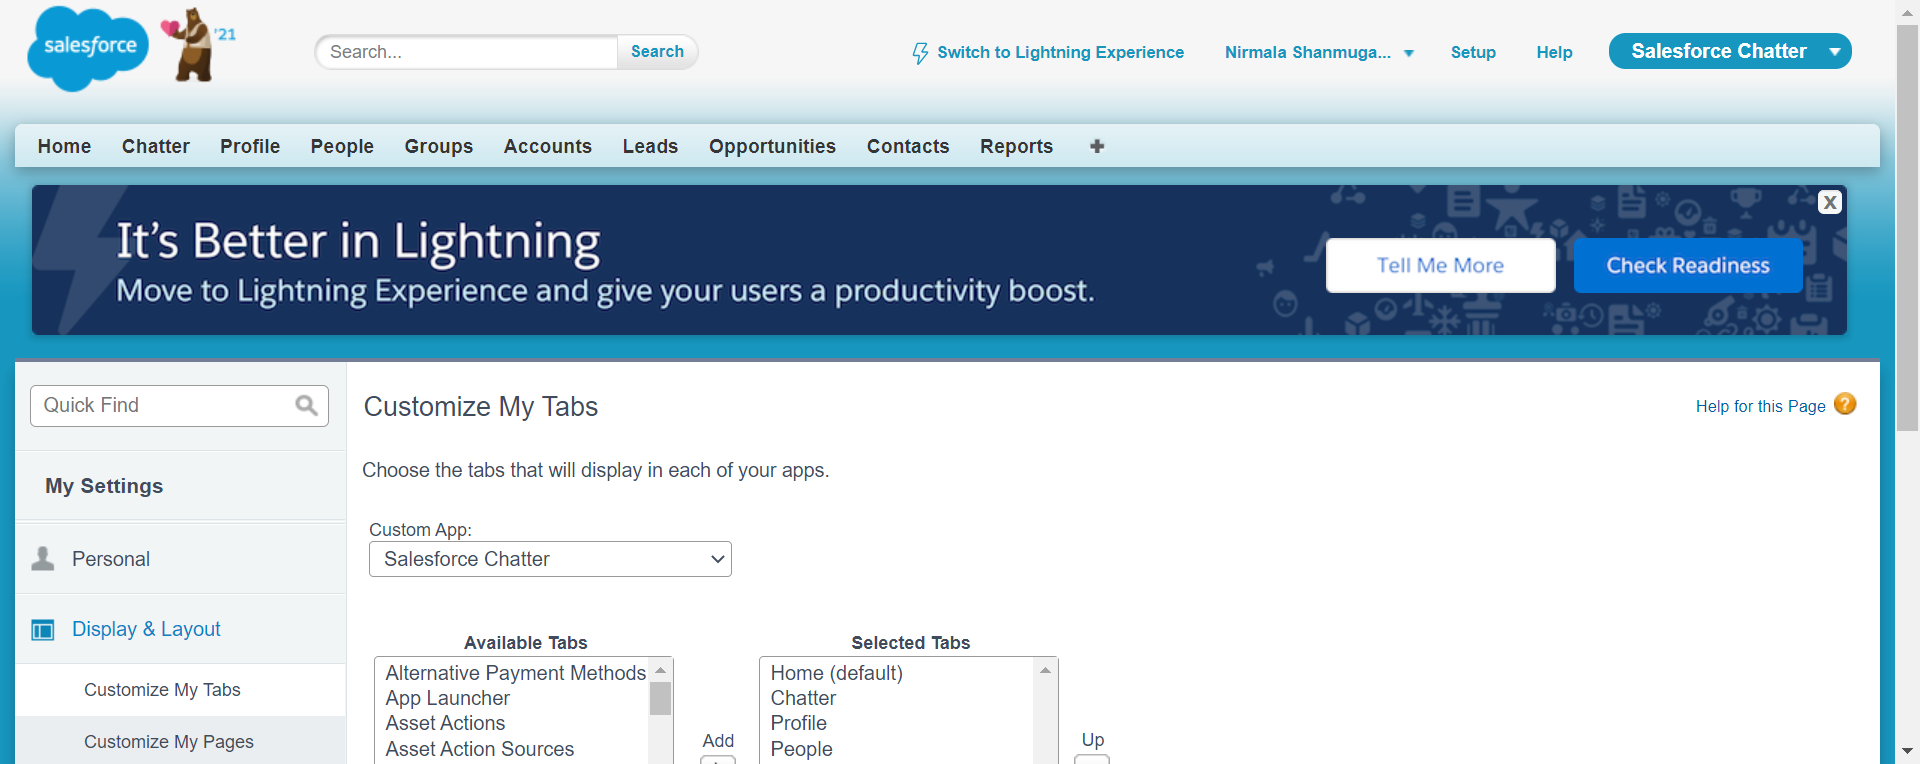 salesforce '21
Search...
Search
Switch to Lightning Experience
Nirmala Shanmuga...
Setup
Help
Salesforce Chatter
Home Chatter Profile People Groups Accounts Leads Opportunities Contacts Reports
It's Better in Lightning
Move to Lightning Experience and give your users a productivity boost.
Tell Me More
Check Readiness
X
Quick Find
My Settings
Personal
Display & Layout
Customize My Tabs
Customize My Pages
Customize My Tabs
Help for this Page ?
Choose the tabs that will display in each of your apps.
Custom App:
Salesforce Chatter
Available Tabs
Alternative Payment Methods
App Launcher
Asset Actions
Asset Action Sources
Add
Selected Tabs
Home (default)
Chatter
Profile
People
Up